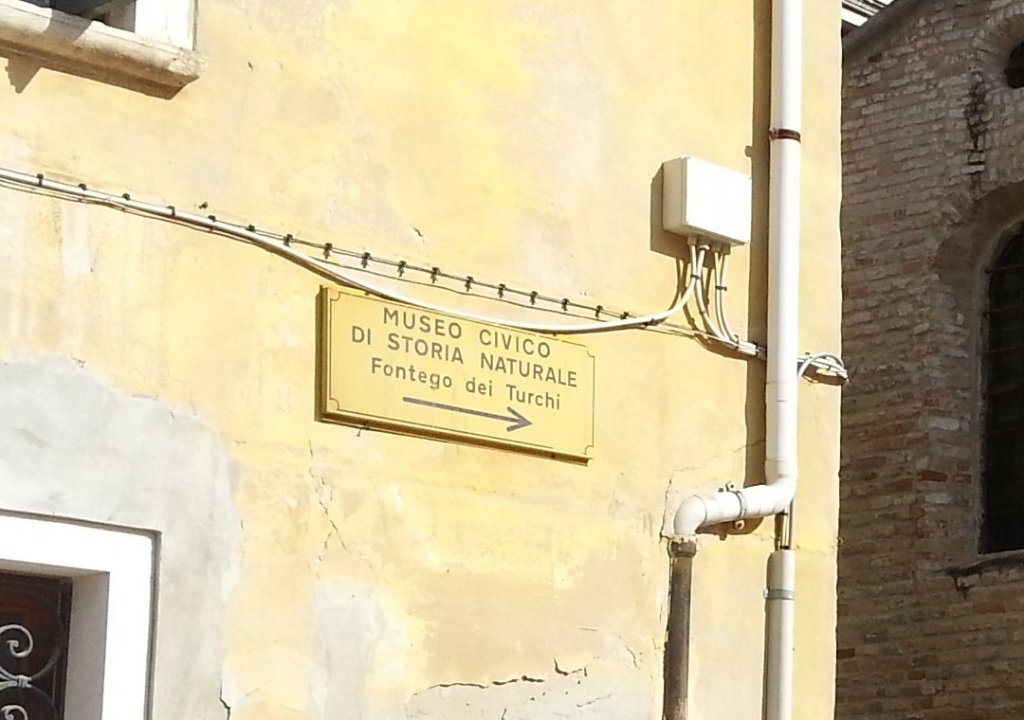 MUSEO CIVICO
DI STORIA NATURALE
Fontego dei Turchi